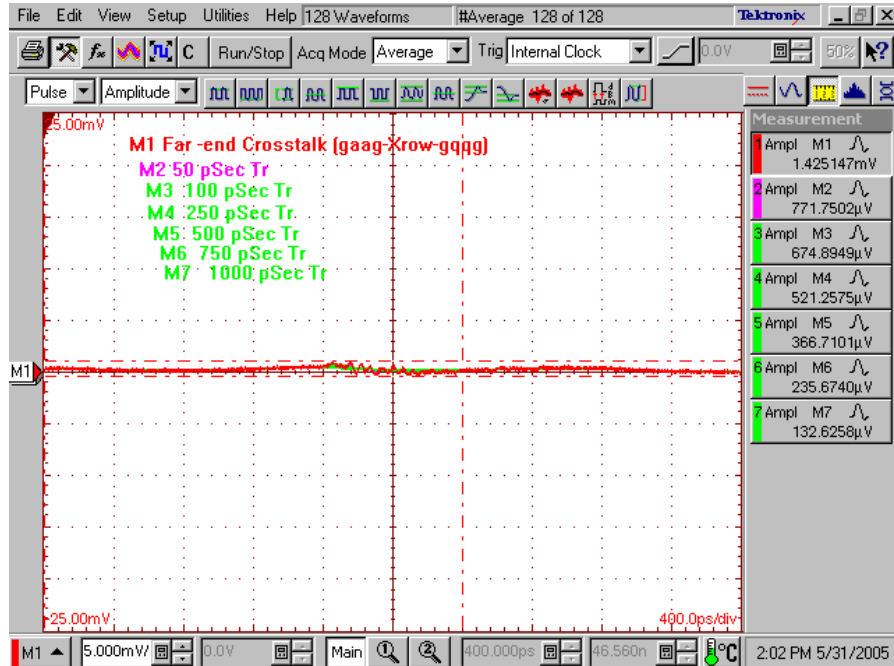 File Edit View Setup Utilities Help 128 Waveforms #Average 128 of 128 Tektronix
Run/Stop Acq Mode Average Trig Internal Clock 0.0V 50%
C
Pulse Amplitude
25.00mV
M1 Far -end Crosstalk (gaag-Xrow-gqqg)
M2 50 pSec Tr
M3 100 pSec Tr
M4 250 pSec Tr
M5: 500 pSec Tr
M6 750 pSec Tr
M7 1000 pSec Tr
M1
-25.00mV
400.0ps/div
Measurement
1 Ampl M1
1.425147mV
2 Ampl M2
771.7502µV
3 Ampl M3
674.8949µV
4 Ampl M4
521.2575µV
5 Ampl M5
366.7101µV
6 Ampl M6
235.6740µV
7 Ampl M7
132.6258µV
M1 5.000mV/ 0.0V Main 1 2 400.000ps 46.560n °C 2:02 PM 5/31/2005